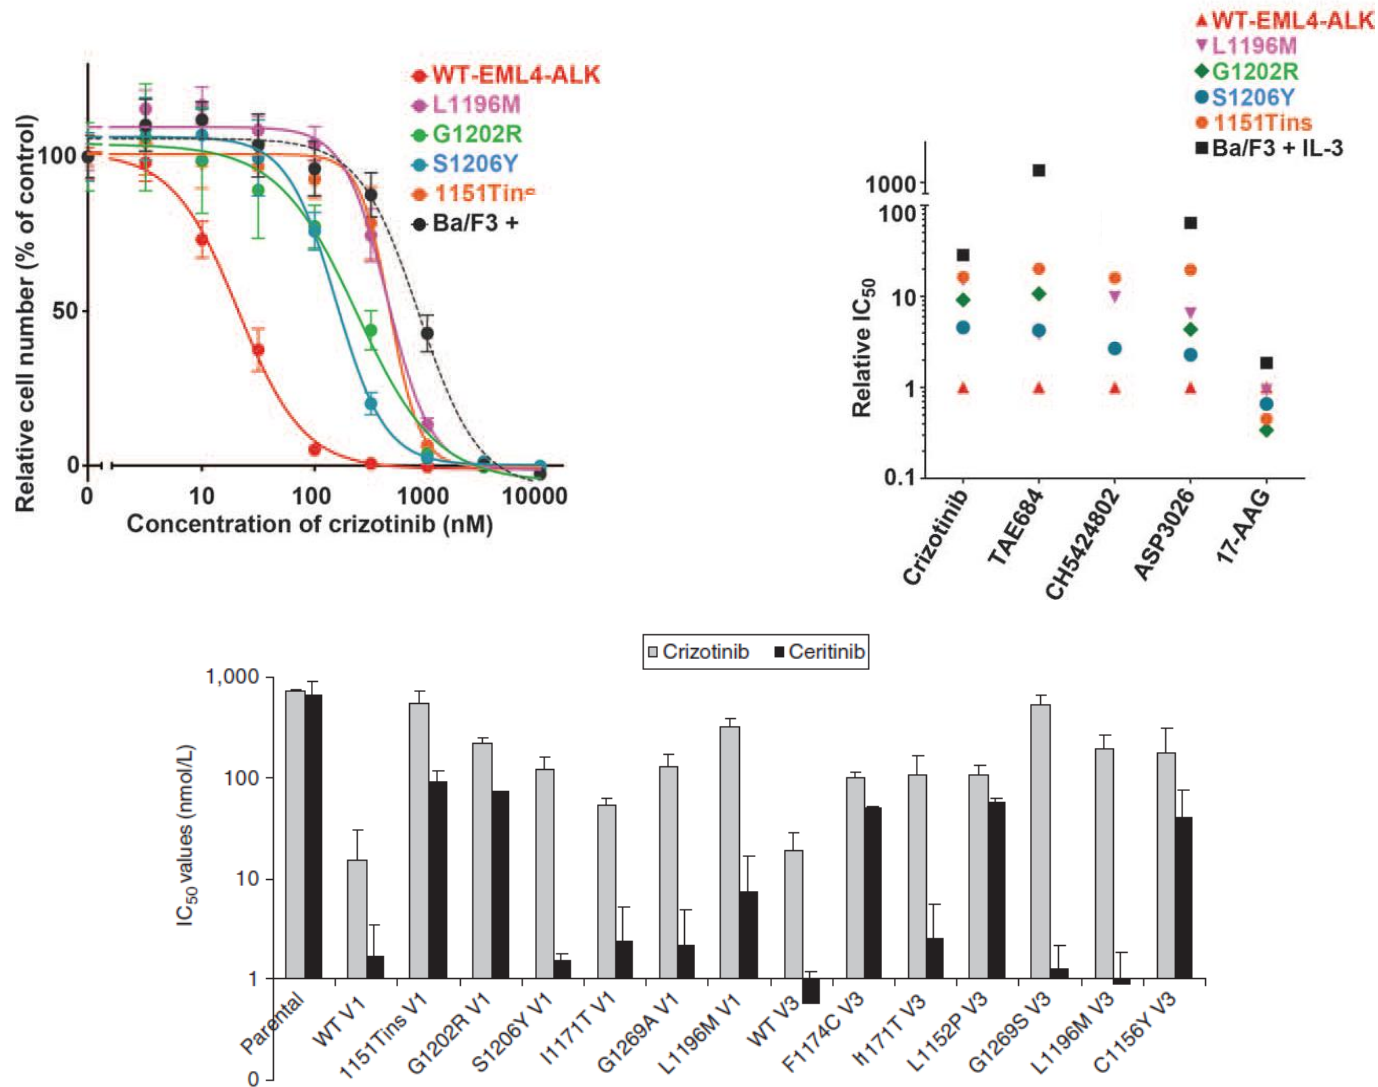 WT-EML4-ALK
L1196M
G1202R
S1206Y
1151Tins
Ba/F3 +
Relative cell number (% of control)
100
50
0
0 10 100 1000 10000
Concentration of crizotinib (nM)
WT-EML4-ALK
L1196M
G1202R
S1206Y
1151Tins
Ba/F3 + IL-3
Relative IC50
1000
100
10
1
0.1
Crizotinib
TAE684
CH5424802
ASP3026
17-AAG
Crizotinib Ceritinib
IC50 values (nmol/L)
1,000
100
10
1
0
Parental
WT V1
1151Tins V1
G1202R V1
S1206Y V1
I1171T V1
G1269A V1
L1196M V1
WT V3
F1174C V3
I1171T V3
L1152P V3
G1269S V3
L1196M V3
C1156Y V3